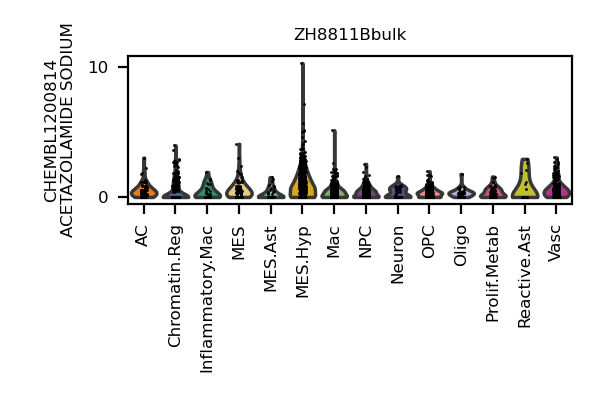 ZH8811Bbulk
CHEMBL1200814
ACETAZOLAMIDE SODIUM
10
0
AC
Chromatin.Reg
Inflammatory.Mac
MES
MES.Ast
MES.Hyp
Mac
NPC
Neuron
OPC
Oligo
Prolif.Metab
Reactive.Ast
Vasc